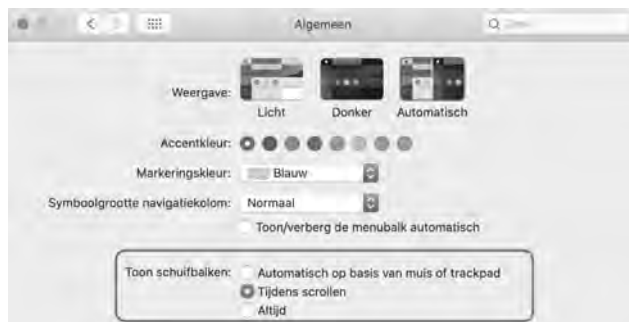 Algemeen
Weergave:
Licht Donker Automatisch
Accentkleur:
Markeringskleur: Blauw
Symboolgrootte navigatiekolom: Normaal
Toon/verberg de menubalk automatisch
Toon schuifbalken: Automatisch op basis van muis of trackpad
Tijdens scrollen
Altijd